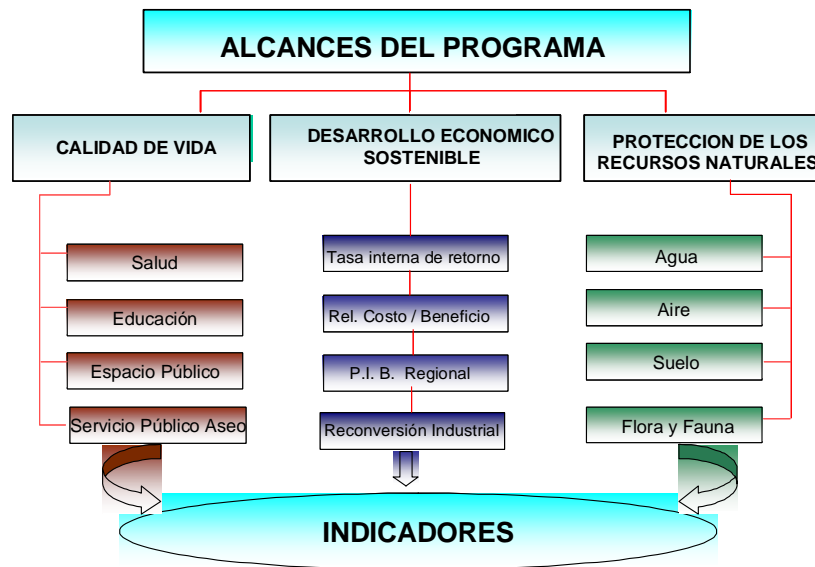 ALCANCES DEL PROGRAMA
CALIDAD DE VIDA
DESARROLLO ECONOMICO
SOSTENIBLE
PROTECCION DE LOS
RECURSOS NATURALES
Salud
Educación
Espacio Público
Servicio Público Aseo
Tasa interna de retorno
Rel. Costo / Beneficio
P.I. B. Regional
Reconversión Industrial
Agua
Aire
Suelo
Flora y Fauna
INDICADORES